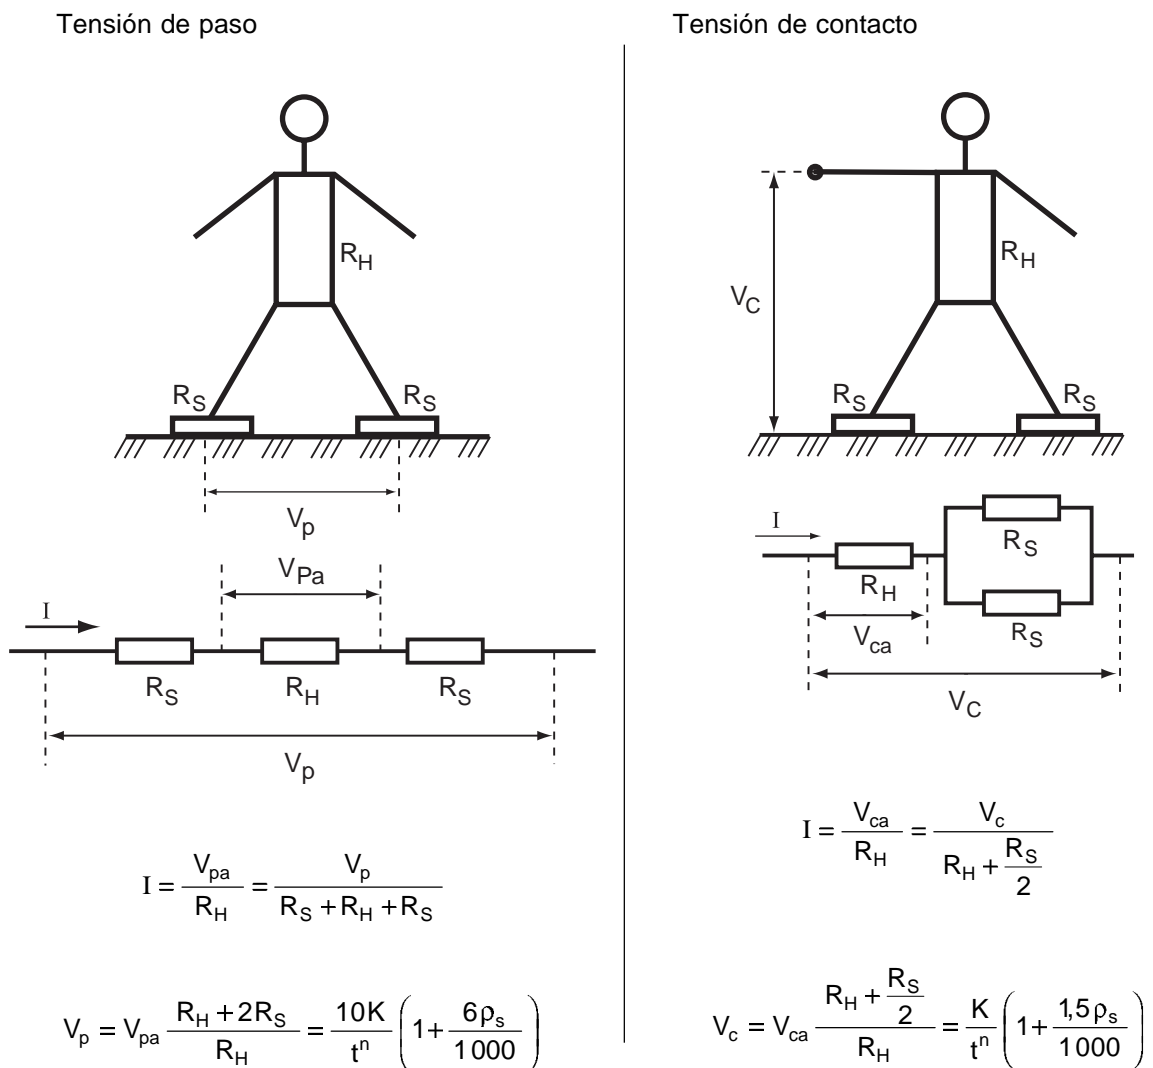 Tensión de paso
R_H
R_S R_S
V_p
V_Pa
I
R_S R_H R_S
V_p
I = V_pa / R_H = V_p / (R_S + R_H + R_S)
V_p = V_pa (R_H + 2R_S) / R_H = 10K / t^n (1 + 6ρ_s / 1000)
Tensión de contacto
R_H
V_C
R_S R_S
I
R_S
R_H
R_S
V_ca
V_C
I = V_ca / R_H = V_c / (R_H + R_S / 2)
V_c = V_ca (R_H + R_S / 2) / R_H = K / t^n (1 + 1,5ρ_s / 1000)